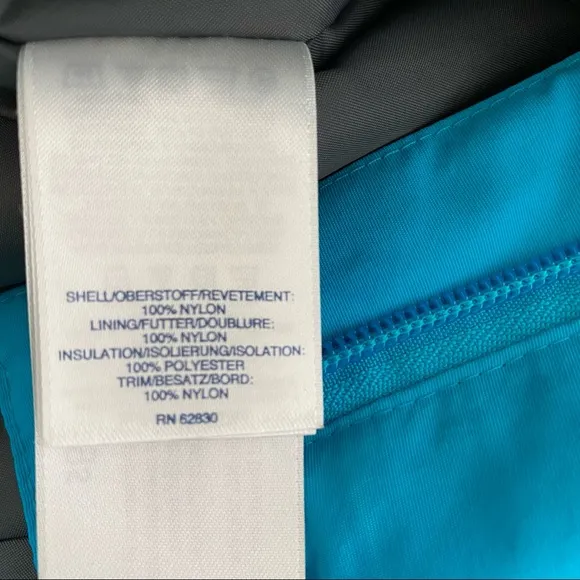 SHELL/OBERSTOFF/REVETEMENT:
100% NYLON
LINING/FUTTER/DOUBLURE:
100% NYLON
INSULATION/ISOLIERUNG/ISOLATION:
100% POLYESTER
TRIM/BESATZ/BORD:
100% NYLON
RN 62830